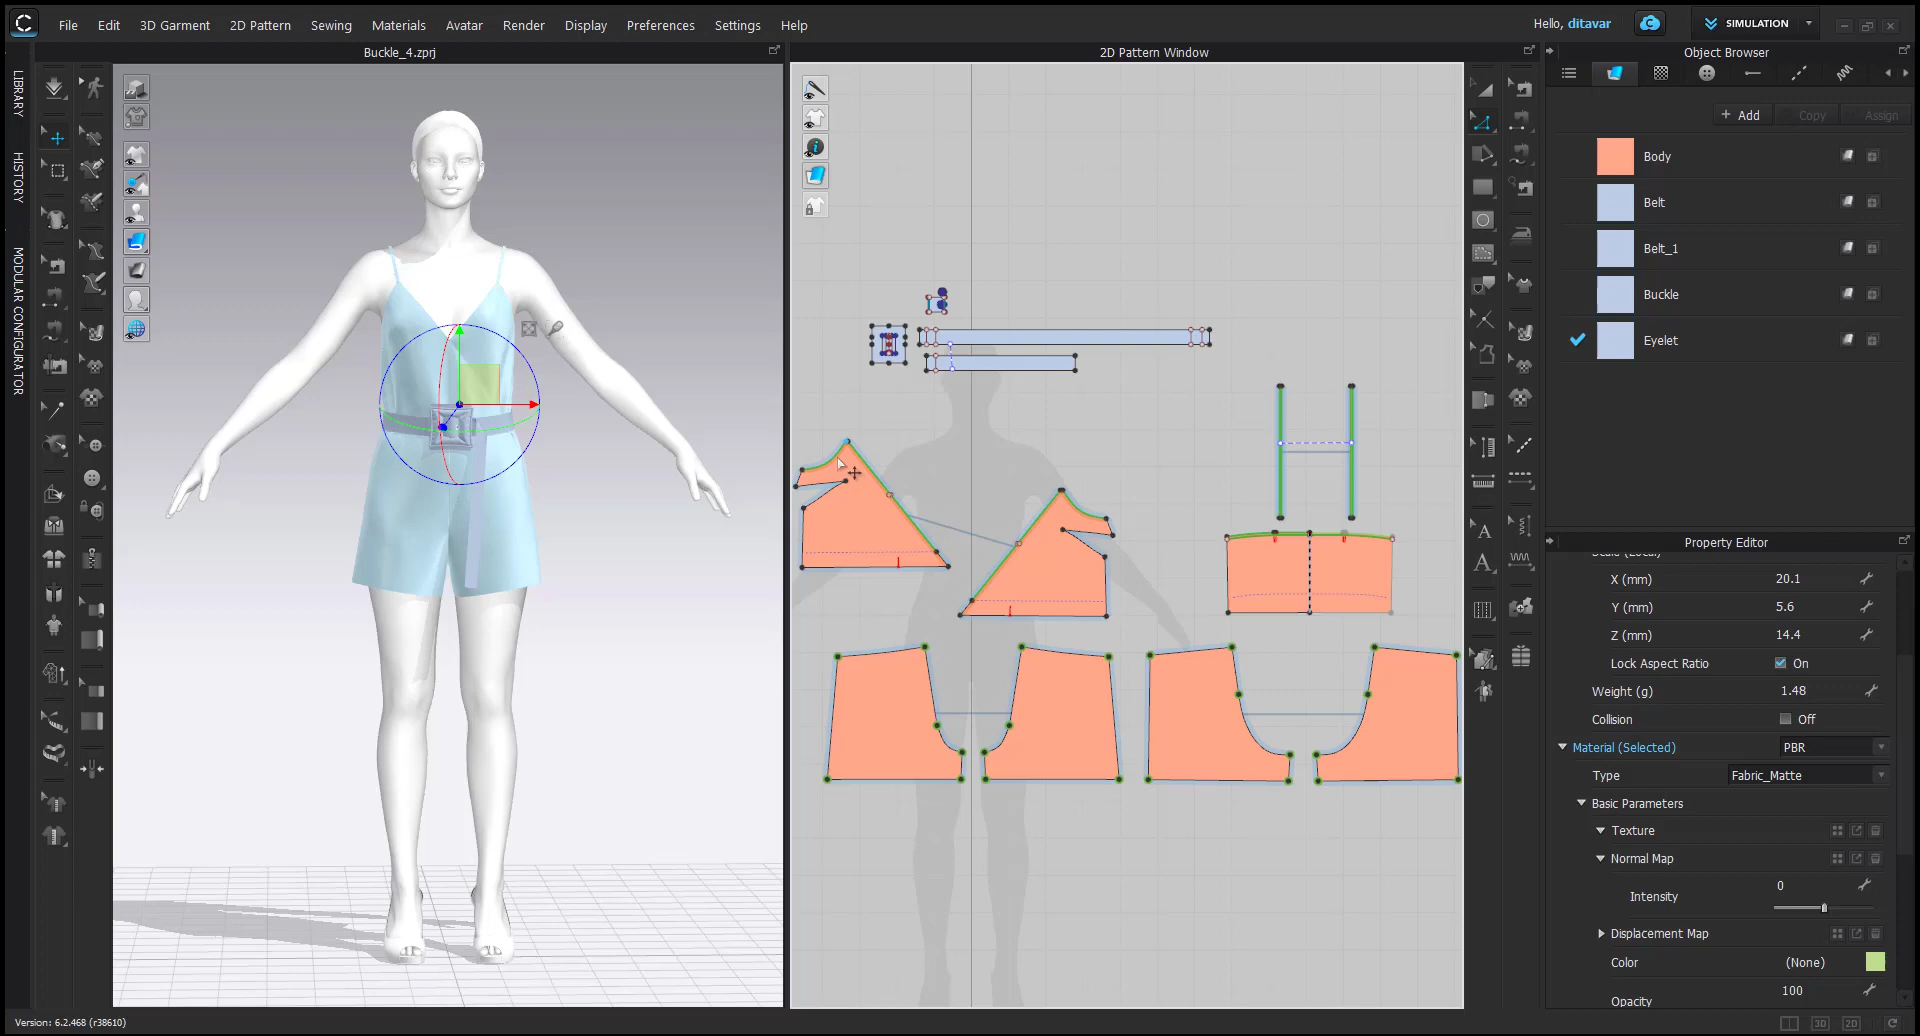 File Edit 3D Garment 2D Pattern Sewing Materials Avatar Render Display Preferences Settings Help
Hello, ditavar
SIMULATION
Buckle_4.zprj
2D Pattern Window
Object Browser
LIBRARY
HISTORY
MODULAR CONFIGURATOR
+ Add
Copy
Assign
Body
Belt
Belt_1
Buckle
Eyelet
Property Editor
Scale (Local)
X (mm) 20.1
Y (mm) 5.6
Z (mm) 14.4
Lock Aspect Ratio On
Weight (g) 1.48
Collision Off
Material (Selected) PBR
Type Fabric_Matte
Basic Parameters
Texture
Normal Map
Intensity 0
Displacement Map
Color (None)
Opacity 100
Version: 6.2.468 (r38610)
3D
2D